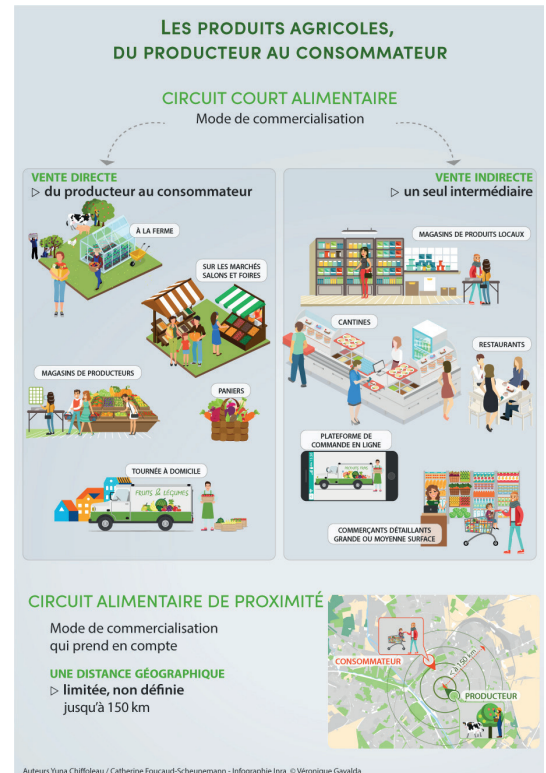 LES PRODUITS AGRICOLES,
DU PRODUCTEUR AU CONSOMMATEUR
CIRCUIT COURT ALIMENTAIRE
Mode de commercialisation
VENTE DIRECTE
▷ du producteur au consommateur
À LA FERME
SUR LES MARCHÉS
SALONS ET FOIRES
MAGASINS DE PRODUCTEURS
PANIERS
TOURNÉE À DOMICILE
FRUITS & LÉGUMES
VENTE INDIRECTE
▷ un seul intermédiaire
MAGASINS DE PRODUITS LOCAUX
CANTINES
RESTAURANTS
PLATEFORME DE
COMMANDE EN LIGNE
COMMERÇANTS DÉTAILLANTS
GRANDE OU MOYENNE SURFACE
CIRCUIT ALIMENTAIRE DE PROXIMITÉ
Mode de commercialisation
qui prend en compte
UNE DISTANCE GÉOGRAPHIQUE
▷ limitée, non définie
jusqu'à 150 km
CONSOMMATEUR
< à 150 km
PRODUCTEUR
Auteurs Yuna Chiffoleau / Catherine Foucaud-Scheunemann - Infographie Inra, © Véronique Gavalda